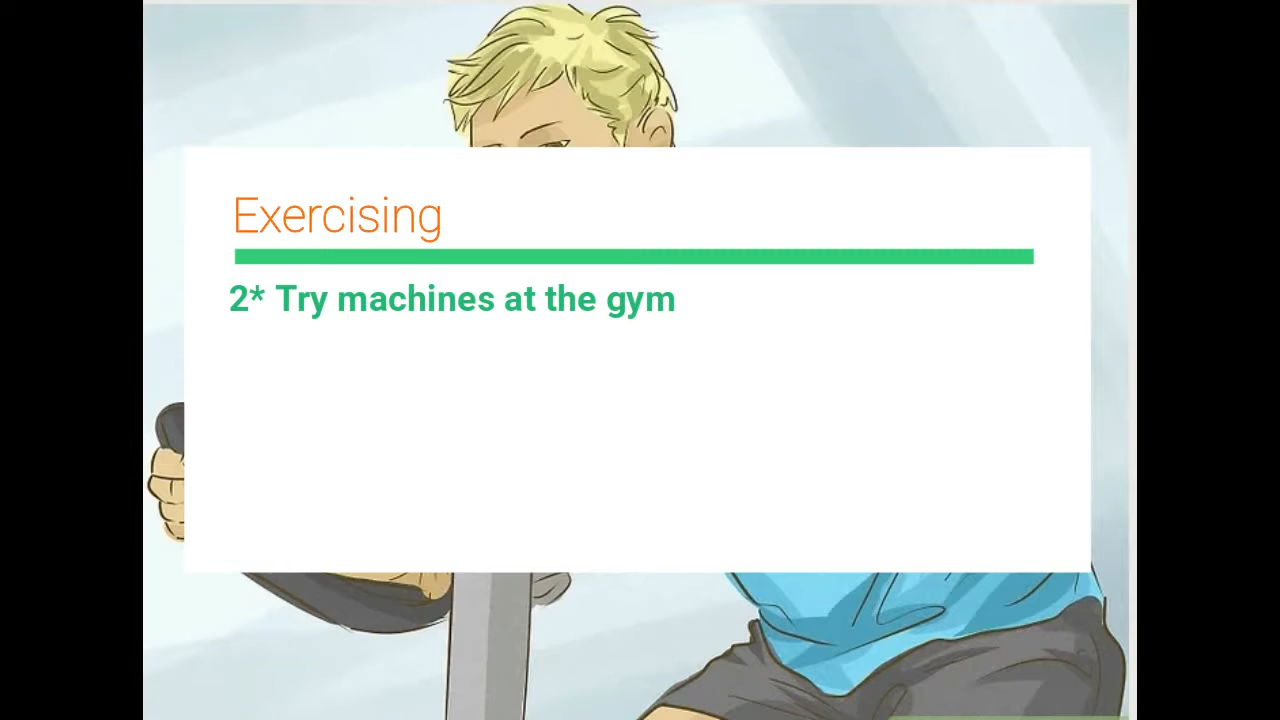 Exercising
2* Try machines at the gym